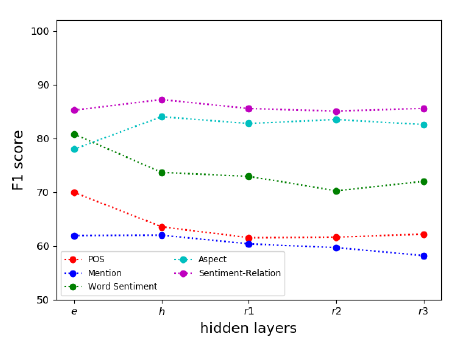 100
90
80
70
60
50
F1 score
POS
Mention
Word Sentiment
Aspect
Sentiment-Relation
e h r1 r2 r3
hidden layers